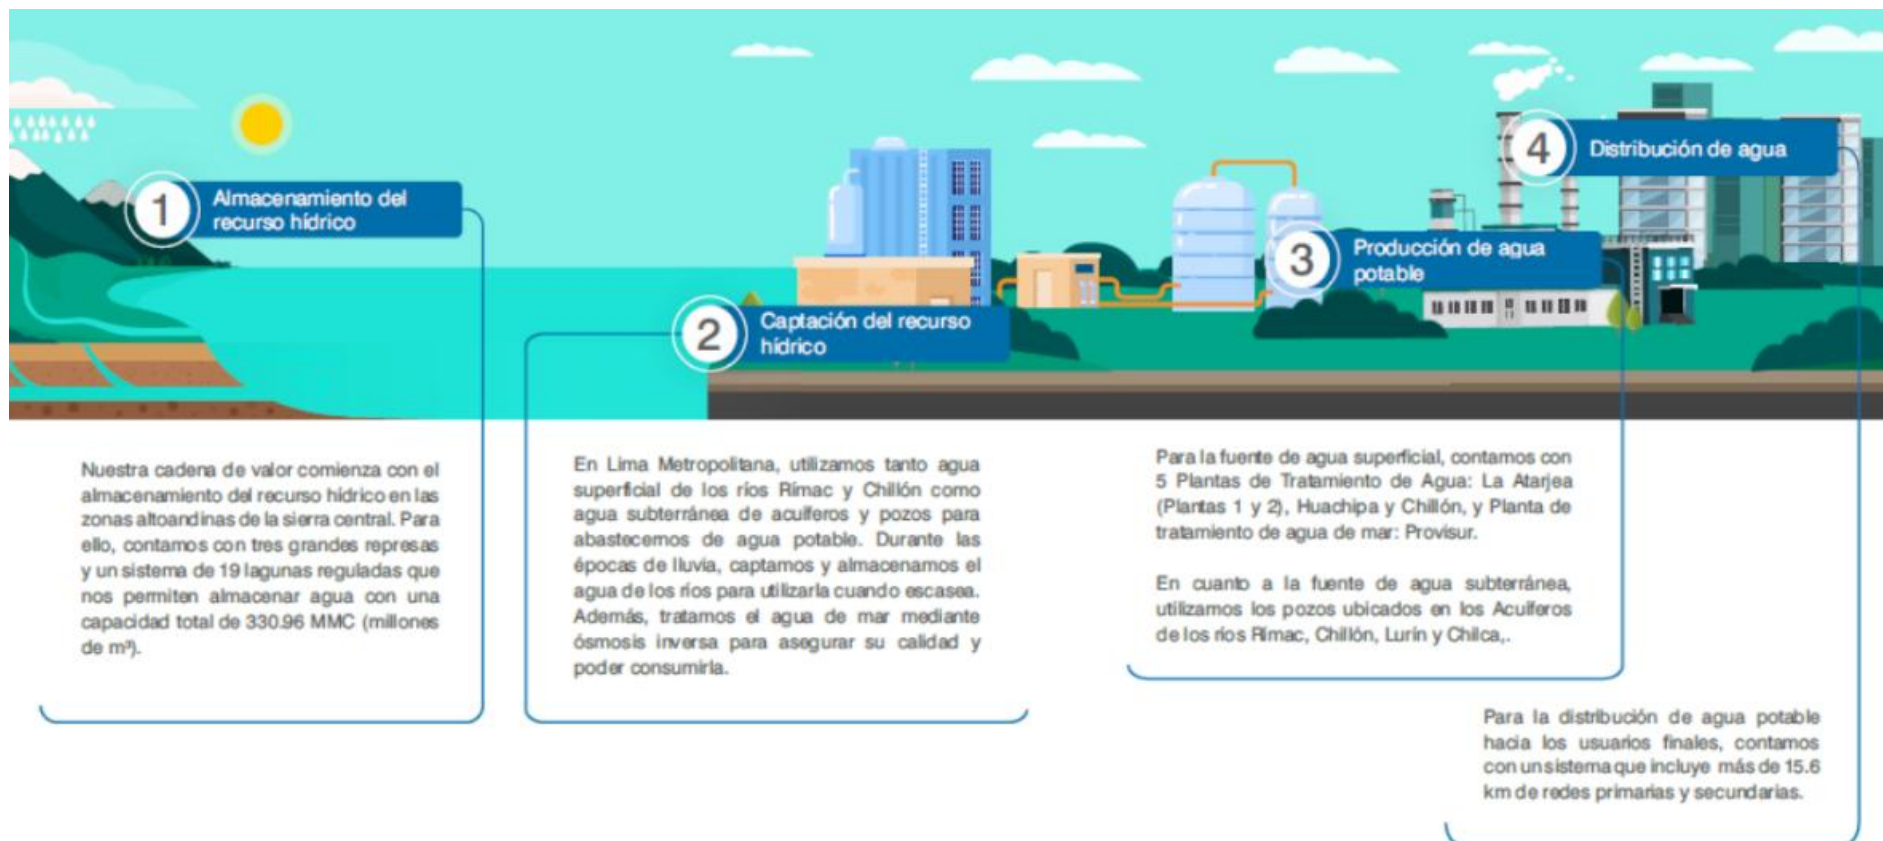 1
Almacenamiento del
recurso hídrico
Nuestra cadena de valor comienza con el
almacenamiento del recurso hídrico en las
zonas altoandinas de la sierra central. Para
ello, contamos con tres grandes represas
y un sistema de 19 lagunas reguladas que
nos permiten almacenar agua con una
capacidad total de 330.96 MMC (millones
de m³).
2
Captación del recurso
hídrico
En Lima Metropolitana, utilizamos tanto agua
superficial de los ríos Rímac y Chillón como
agua subterránea de acuíferos y pozos para
abastecernos de agua potable. Durante las
épocas de lluvia, captamos y almacenamos el
agua de los ríos para utilizarla cuando escasea.
Además, tratamos el agua de mar mediante
ósmosis inversa para asegurar su calidad y
poder consumirla.
3
Producción de agua
potable
Para la fuente de agua superficial, contamos con
5 Plantas de Tratamiento de Agua: La Atarjea
(Plantas 1 y 2), Huachipa y Chillón, y Planta de
tratamiento de agua de mar: Provisur.
En cuanto a la fuente de agua subterránea,
utilizamos los pozos ubicados en los Acuíferos
de los ríos Rímac, Chillón, Lurín y Chilca,.
4
Distribución de agua
Para la distribución de agua potable
hacia los usuarios finales, contamos
con un sistema que incluye más de 15.6
km de redes primarias y secundarias.